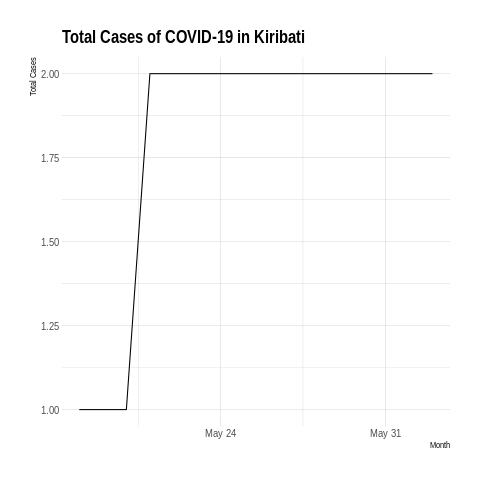 Total Cases of COVID-19 in Kiribati
Total Cases
2.00
1.75
1.50
1.25
1.00
May 24
May 31
Month